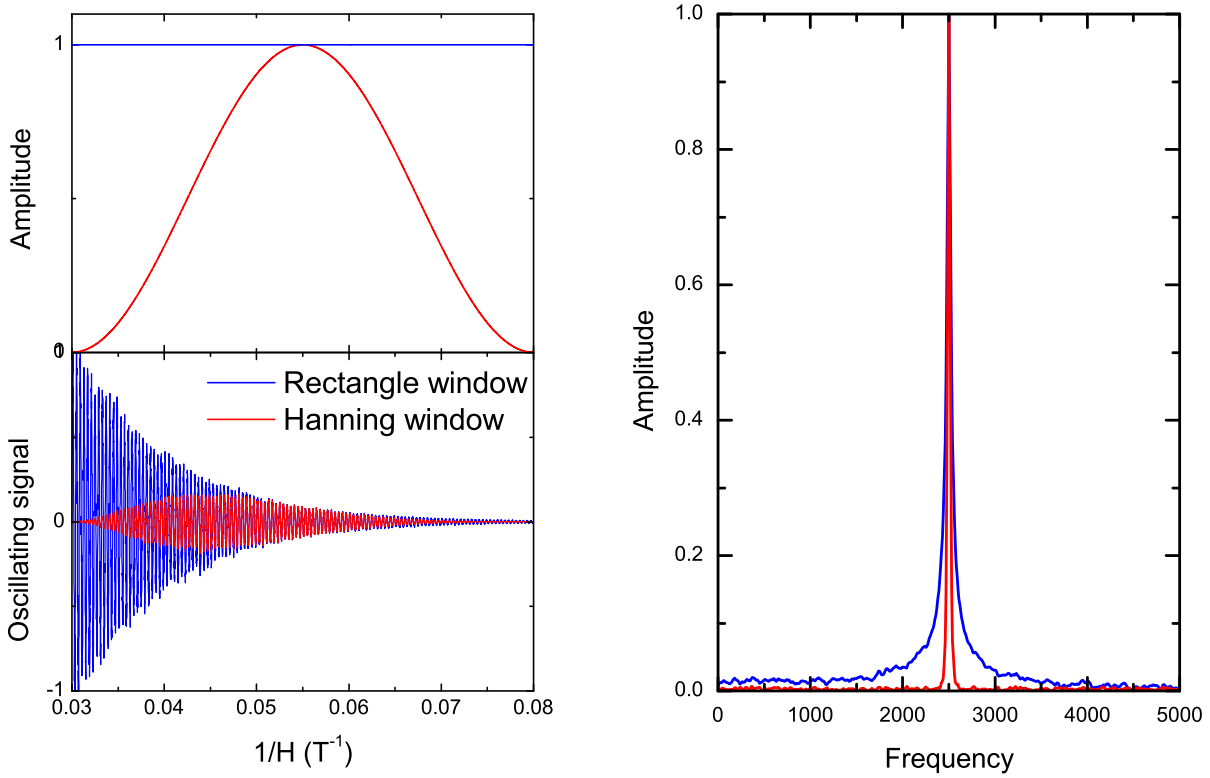 1
Amplitude
0
1
Rectangle window
Hanning window
Oscillating signal
0
-1
0.03 0.04 0.05 0.06 0.07 0.08
1/H (T⁻¹)
1.0
0.8
0.6
Amplitude
0.4
0.2
0.0
0 1000 2000 3000 4000 5000
Frequency